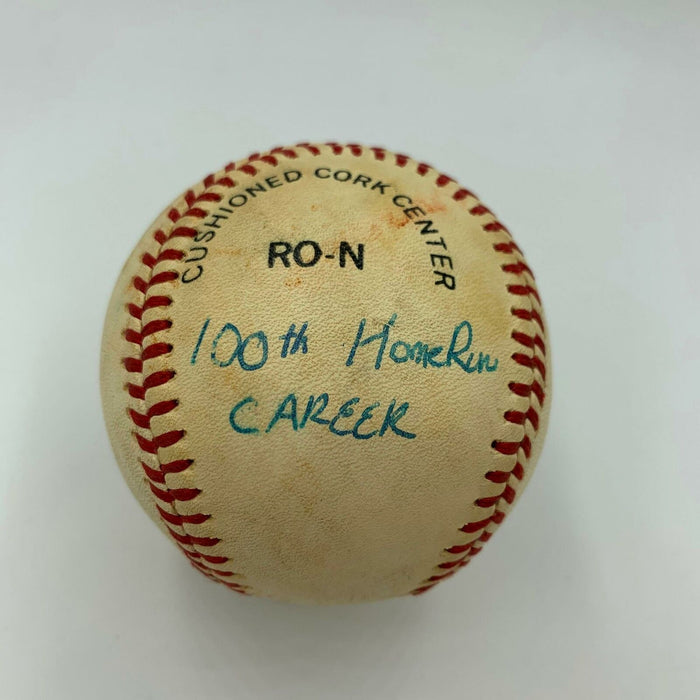 CUSHIONED CORK CENTER
RO-N
100th HomeRun
CAREER